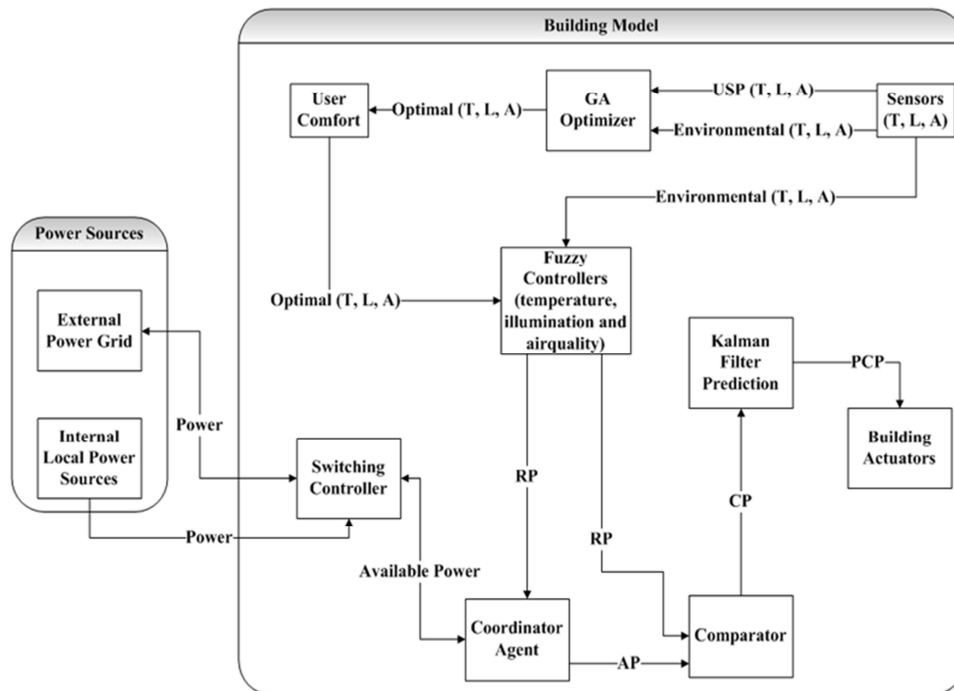 Building Model
User
Comfort
Optimal (T, L, A)
GA
Optimizer
USP (T, L, A)
Environmental (T, L, A)
Sensors
(T, L, A)
Environmental (T, L, A)
Power Sources
External
Power Grid
Internal
Local Power
Sources
Optimal (T, L, A)
Fuzzy
Controllers
(temperature,
illumination and
airquality)
Kalman
Filter
Prediction
PCP
Building
Actuators
Power
Power
Switching
Controller
RP
RP
CP
Available Power
Coordinator
Agent
AP
Comparator